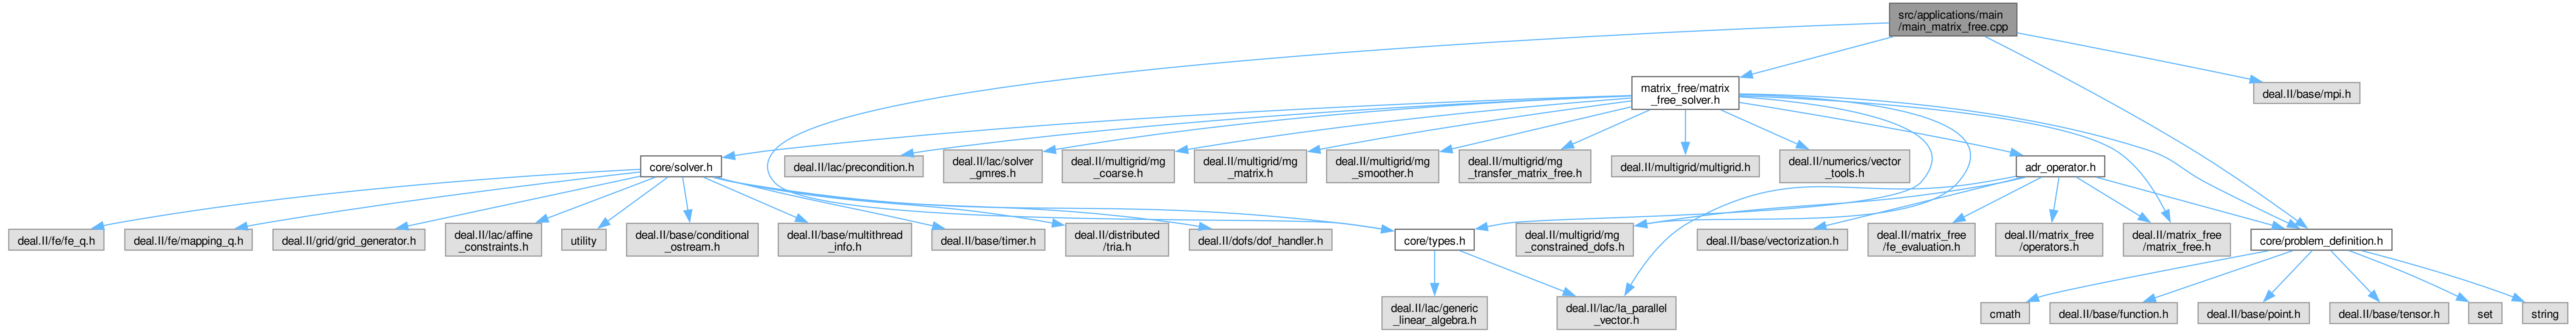 src/applications/main
/main_matrix_free.cpp
matrix_free/matrix
_free_solver.h
deal.II/base/mpi.h
core/solver.h
deal.II/lac/precondition.h
deal.II/lac/solver
_gmres.h
deal.II/multigrid/mg
_coarse.h
deal.II/multigrid/mg
_matrix.h
deal.II/multigrid/mg
_smoother.h
deal.II/multigrid/mg
_transfer_matrix_free.h
deal.II/multigrid/multigrid.h
deal.II/numerics/vector
_tools.h
adr_operator.h
deal.II/fe/fe_q.h
deal.II/fe/mapping_q.h
deal.II/grid/grid_generator.h
deal.II/lac/affine
_constraints.h
utility
deal.II/base/conditional
_ostream.h
deal.II/base/multithread
_info.h
deal.II/base/timer.h
deal.II/distributed
/tria.h
deal.II/dofs/dof_handler.h
core/types.h
deal.II/multigrid/mg
_constrained_dofs.h
deal.II/base/vectorization.h
deal.II/matrix_free
/fe_evaluation.h
deal.II/matrix_free
/operators.h
deal.II/matrix_free
/matrix_free.h
core/problem_definition.h
deal.II/lac/generic
_linear_algebra.h
deal.II/lac/la_parallel
_vector.h
cmath
deal.II/base/function.h
deal.II/base/point.h
deal.II/base/tensor.h
set
string